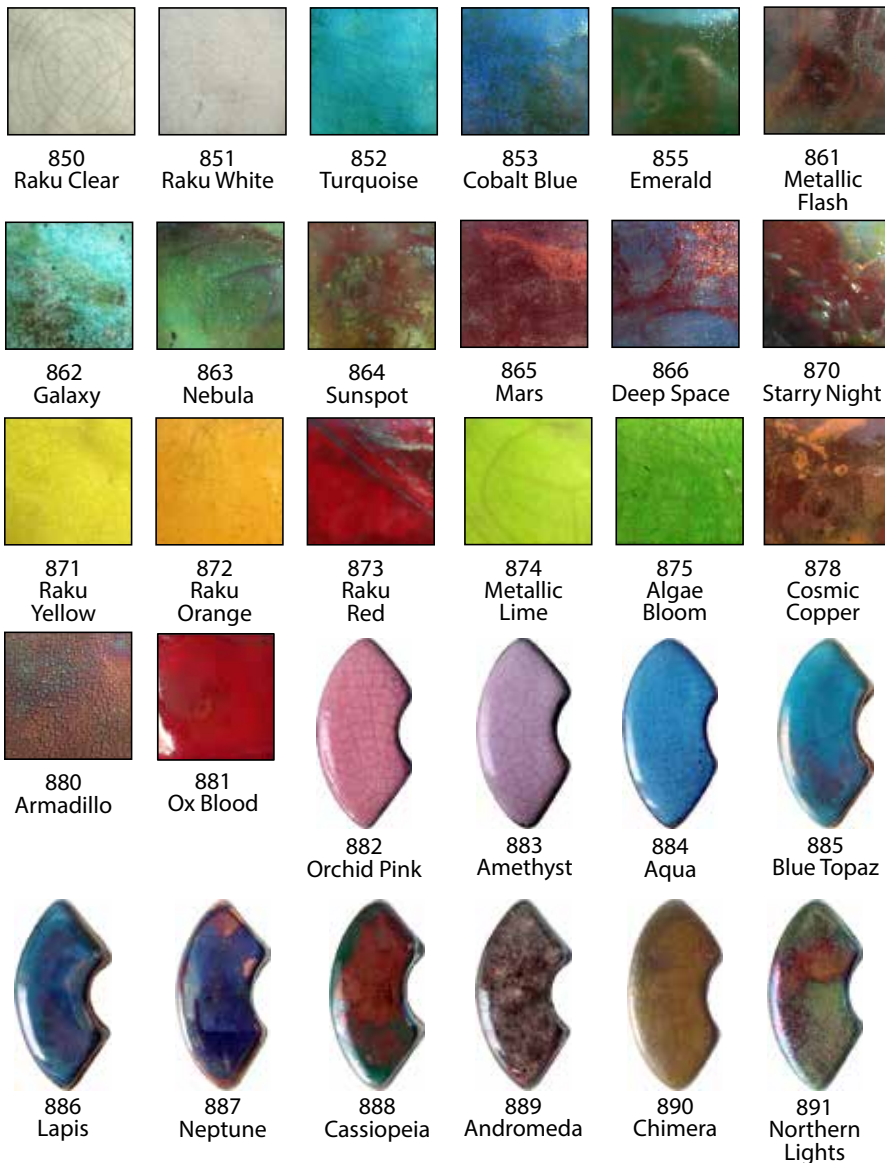 850
Raku Clear
851
Raku White
852
Turquoise
853
Cobalt Blue
855
Emerald
861
Metallic
Flash
862
Galaxy
863
Nebula
864
Sunspot
865
Mars
866
Deep Space
870
Starry Night
871
Raku
Yellow
872
Raku
Orange
873
Raku
Red
874
Metallic
Lime
875
Algae
Bloom
878
Cosmic
Copper
880
Armadillo
881
Ox Blood
882
Orchid Pink
883
Amethyst
884
Aqua
885
Blue Topaz
886
Lapis
887
Neptune
888
Cassiopeia
889
Andromeda
890
Chimera
891
Northern
Lights